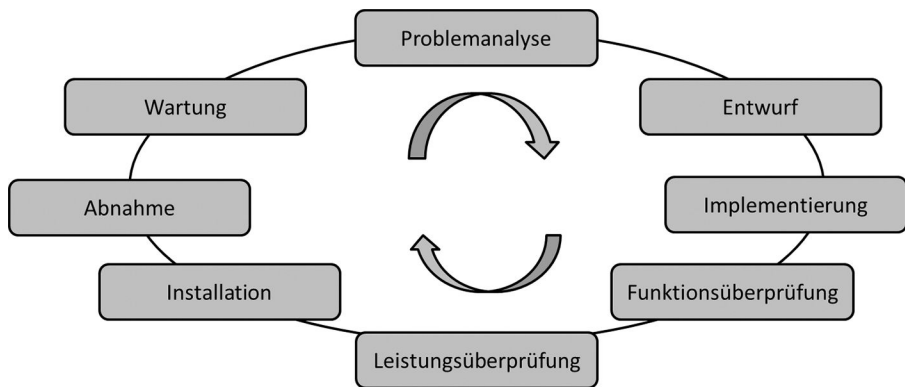 Problemanalyse
Entwurf
Implementierung
Funktionsüberprüfung
Leistungsüberprüfung
Installation
Abnahme
Wartung